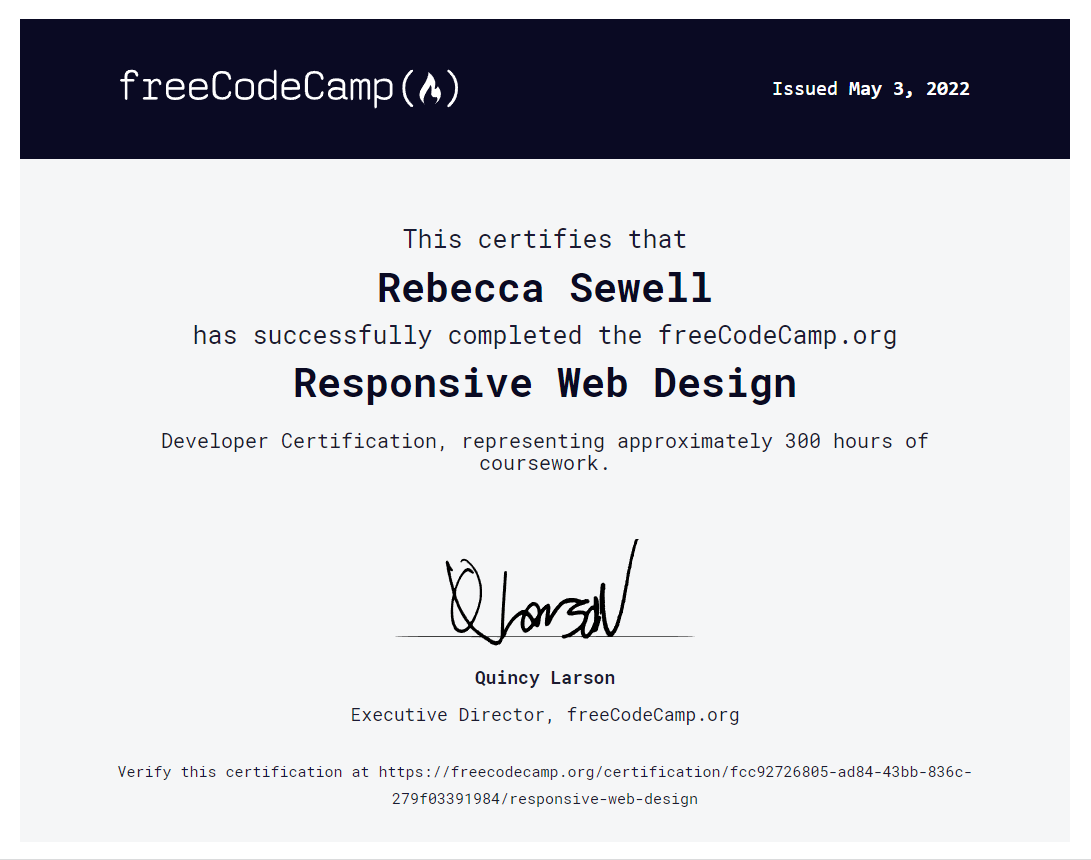 freeCodeCamp
Issued May 3, 2022
This certifies that
Rebecca Sewell
has successfully completed the freeCodeCamp.org
Responsive Web Design
Developer Certification, representing approximately 300 hours of
coursework.
Q Larson
Quincy Larson
Executive Director, freeCodeCamp.org
Verify this certification at https://freecodecamp.org/certification/fcc92726805-ad84-43bb-836c-
279f03391984/responsive-web-design